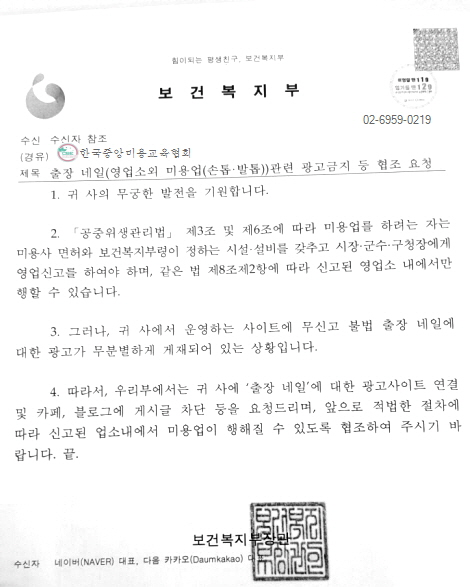 힘이되는 평생친구, 보건복지부
보 건 복 지 부
02-6959-0219
수신 수신자 참조
(경유) 한국중앙미용교육협회
제목 출장 네일(영업소외 미용업(손톱·발톱))관련 광고금지 등 협조 요청
1. 귀 사의 무궁한 발전을 기원합니다.
2. 「공중위생관리법」 제3조 및 제6조에 따라 미용업를 하려는 자는
미용사 면허와 보건복지부령이 정하는 시설·설비를 갖추고 시장·군수·구청장에게
영업신고를 하여야 하며, 같은 법 제8조제2항에 따라 신고된 영업소 내에서만
행할 수 있습니다.
3. 그러나, 귀 사에서 운영하는 사이트에 무신고 불법 출장 네일에
대한 광고가 무분별하게 게재되어 있는 상황입니다.
4. 따라서, 우리부에서는 귀 사에 '출장 네일'에 대한 광고사이트 연결
및 카페, 블로그에 게시글 차단 등을 요청드리며, 앞으로 적법한 절차에
따라 신고된 업소내에서 미용업이 행해질 수 있도록 협조하여 주시기 바
랍니다. 끝.
보건복지부장관
수신자 네이버(NAVER) 대표, 다음 카카오(Daumkakao) 대표